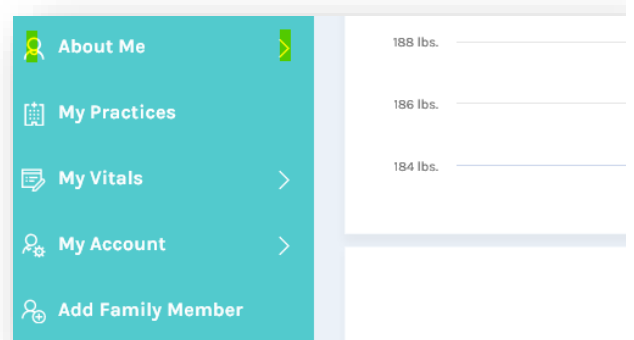 About Me
My Practices
My Vitals
My Account
Add Family Member
188 lbs.
186 lbs.
184 lbs.